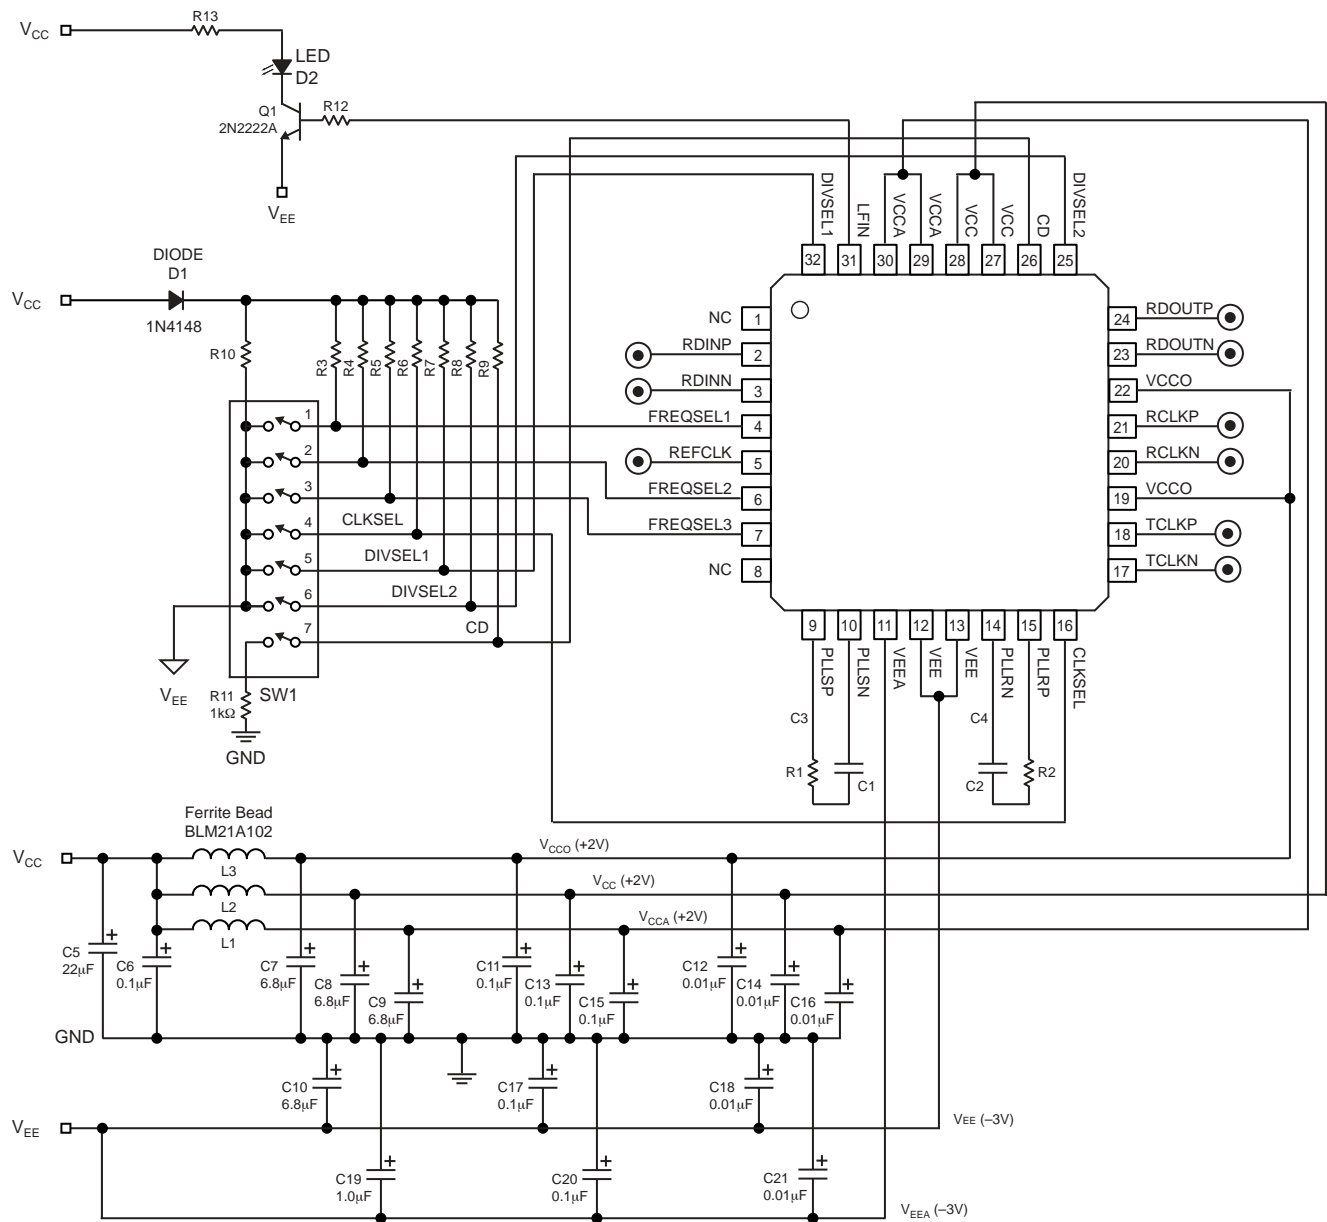 R13
VCC
LED
D2
Q1
2N2222A
R12
VEE
DIODE
D1
VCC
1N4148
R10
R3
R4
R5
R6
R7
R8
R9
1
2
3
CLKSEL
4
DIVSEL1
5
DIVSEL2
6
CD
7
VEE
R11
1kΩ
SW1
GND
DIVSEL1
LFIN
VCCA
VCCA
VCC
VCC
CD
DIVSEL2
32
31
30
29
28
27
26
25
NC
1
RDINP
2
RDINN
3
FREQSEL1
4
REFCLK
5
FREQSEL2
6
FREQSEL3
7
NC
8
24
RDOUTP
23
RDOUTN
22
VCCO
21
RCLKP
20
RCLKN
19
VCCO
18
TCLKP
17
TCLKN
9
10
11
12
13
14
15
16
PLLSP
PLLSN
VEEA
VEE
VEE
PLLRN
PLLRP
CLKSEL
C3
C4
R1
C1
C2
R2
Ferrite Bead
BLM21A102
VCC
L3
VCCO (+2V)
L2
VCC (+2V)
L1
VCCA (+2V)
C5
22µF
C6
0.1µF
C7
6.8µF
C8
6.8µF
C9
6.8µF
C11
0.1µF
C13
0.1µF
C15
0.1µF
C12
0.01µF
C14
0.01µF
C16
0.01µF
GND
C10
6.8µF
C17
0.1µF
C18
0.01µF
VEE
VEE (–3V)
C19
1.0µF
C20
0.1µF
C21
0.01µF
VEEA (–3V)